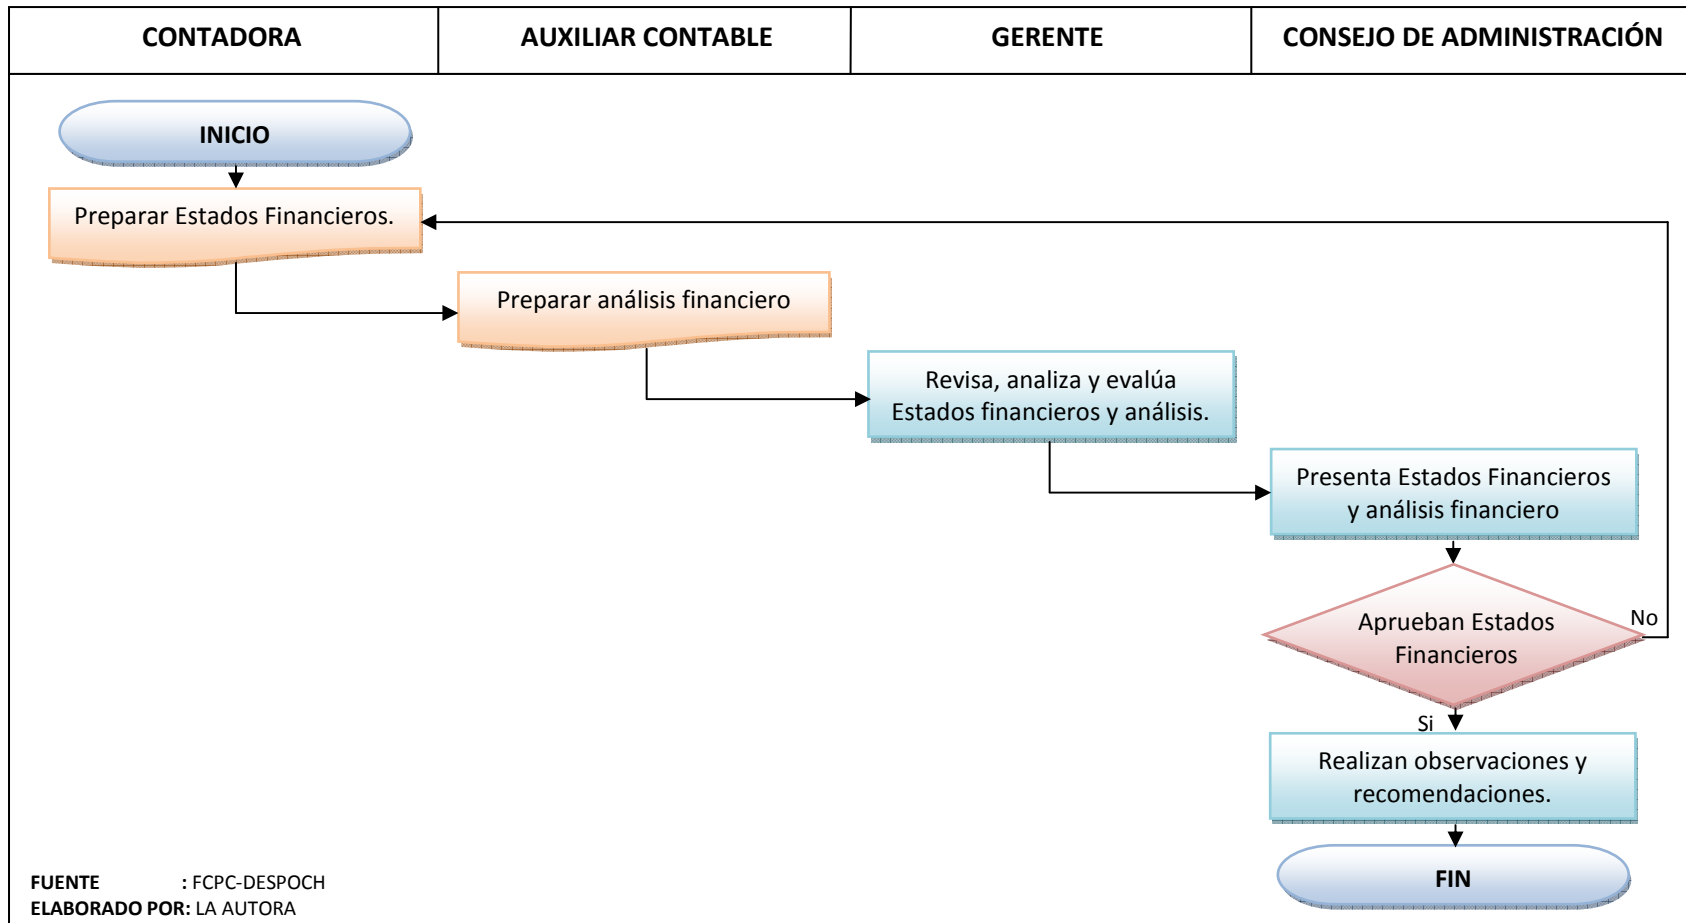 CONTADORA
AUXILIAR CONTABLE
GERENTE
CONSEJO DE ADMINISTRACIÓN
INICIO
Preparar Estados Financieros.
Preparar análisis financiero
Revisa, analiza y evalúa
Estados financieros y análisis.
Presenta Estados Financieros
y análisis financiero
Aprueban Estados
Financieros
No
Si
Realizan observaciones y
recomendaciones.
FIN
FUENTE : FCPC-DESPOCH
ELABORADO POR: LA AUTORA